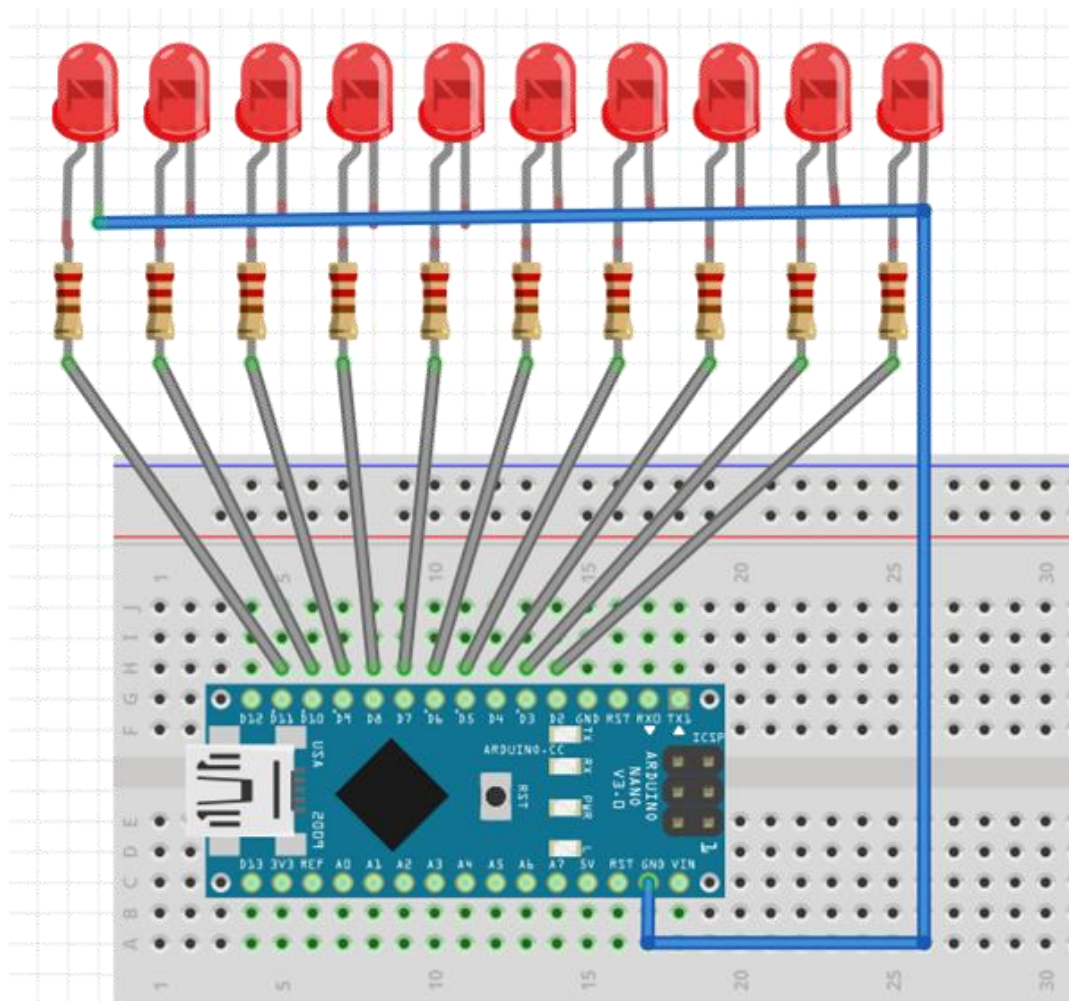 1 5 10 15 20 25 30
J
I
H
G
F
D12 D11 D10 D9 D8 D7 D6 D5 D4 D3 D2 GND RST RX0 TX1
ICSP
ARDUINO.CC
TX
RX
PWR
L
RST
ARDUINO
NANO
V3.0
USA
2009
1
E
D
C
B
A
D13 3V3 REF A0 A1 A2 A3 A4 A5 A6 A7 5V RST GND VIN
1 5 10 15 20 25 30